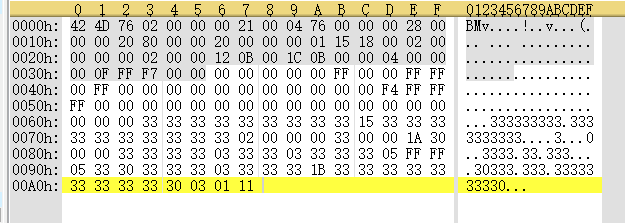 0 1 2 3 4 5 6 7 8 9 A B C D E F 0123456789ABCDEF
0000h: 42 4D 76 02 00 00 00 21 00 04 76 00 00 00 28 00 BMv....!..v...(.
0010h: 00 00 20 80 00 00 20 00 00 00 01 15 18 00 02 00 .. ... .........
0020h: 00 00 00 02 00 00 12 0B 00 1C 0B 00 00 04 00 00 ................
0030h: 00 0F FF F7 00 00 00 00 00 00 FF 00 00 00 FF FF ................
0040h: 00 FF 00 00 00 00 00 00 00 00 00 00 F4 FF FF ................
0050h: FF 00 00 00 00 00 00 00 00 00 00 00 00 00 00 00 ................
0060h: 00 00 00 33 33 33 33 33 33 33 33 33 15 33 33 33 ...333333333.333
0070h: 33 33 33 33 33 33 33 02 00 00 00 33 00 00 1A 30 3333333....3...0
0080h: 00 00 33 33 33 33 03 33 33 03 33 33 33 05 FF FF ..3333.33.333...
0090h: 05 33 30 33 33 33 03 33 33 1B 33 33 33 33 33 .30333.333.33333
00A0h: 33 33 33 33 30 03 01 11 33330...